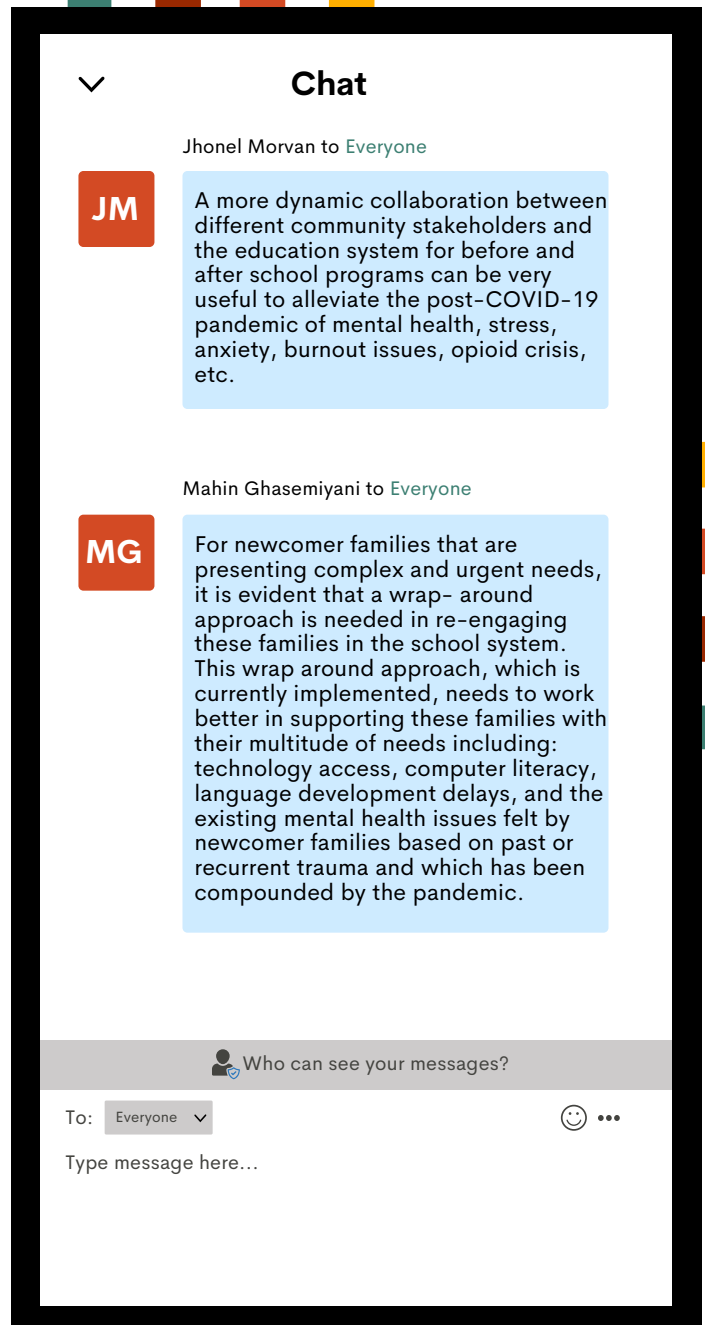 Chat
Jhonel Morvan to Everyone
JM
A more dynamic collaboration between
different community stakeholders and
the education system for before and
after school programs can be very
useful to alleviate the post-COVID-19
pandemic of mental health, stress,
anxiety, burnout issues, opioid crisis,
etc.
Mahin Ghasemiyani to Everyone
MG
For newcomer families that are
presenting complex and urgent needs,
it is evident that a wrap- around
approach is needed in re-engaging
these families in the school system.
This wrap around approach, which is
currently implemented, needs to work
better in supporting these families with
their multitude of needs including:
technology access, computer literacy,
language development delays, and the
existing mental health issues felt by
newcomer families based on past or
recurrent trauma and which has been
compounded by the pandemic.
Who can see your messages?
To: Everyone
Type message here...